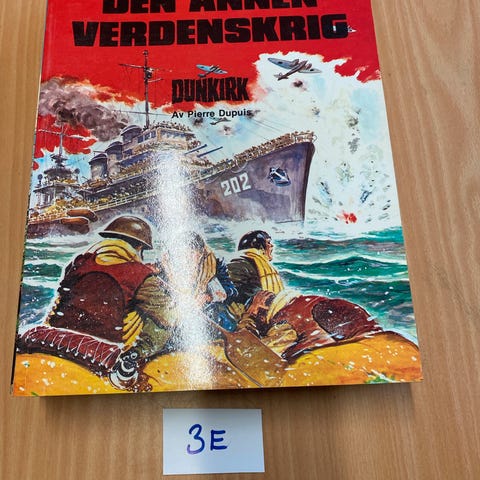 DEN ANNEN
VERDENSKRIG
DUNKIRK
Av Pierre Dupuis
202
3E